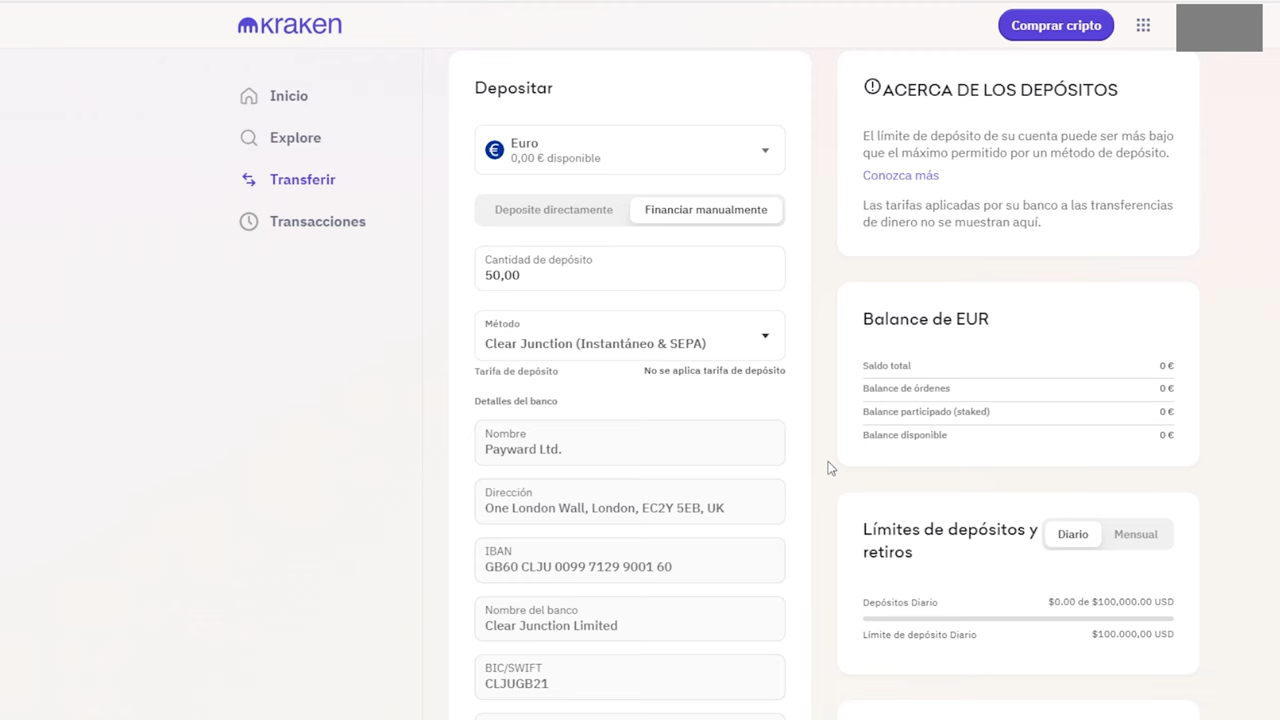 kraken
Comprar cripto
Inicio
Explore
Transferir
Transacciones
Depositar
Euro
0,00 € disponible
Deposite directamente
Financiar manualmente
Cantidad de depósito
50,00
Método
Clear Junction (Instantáneo & SEPA)
Tarifa de depósito
No se aplica tarifa de depósito
Detalles del banco
Nombre
Payward Ltd.
Dirección
One London Wall, London, EC2Y 5EB, UK
IBAN
GB60 CLJU 0099 7129 9001 60
Nombre del banco
Clear Junction Limited
BIC/SWIFT
CLJUGB21
ACERCA DE LOS DEPÓSITOS
El límite de depósito de su cuenta puede ser más bajo
que el máximo permitido por un método de depósito.
Conozca más
Las tarifas aplicadas por su banco a las transferencias
de dinero no se muestran aquí.
Balance de EUR
Saldo total 0 €
Balance de órdenes 0 €
Balance participado (staked) 0 €
Balance disponible 0 €
Límites de depósitos y
retiros
Diario
Mensual
Depósitos Diario $0.00 de $100,000.00 USD
Límite de depósito Diario $100.000,00 USD